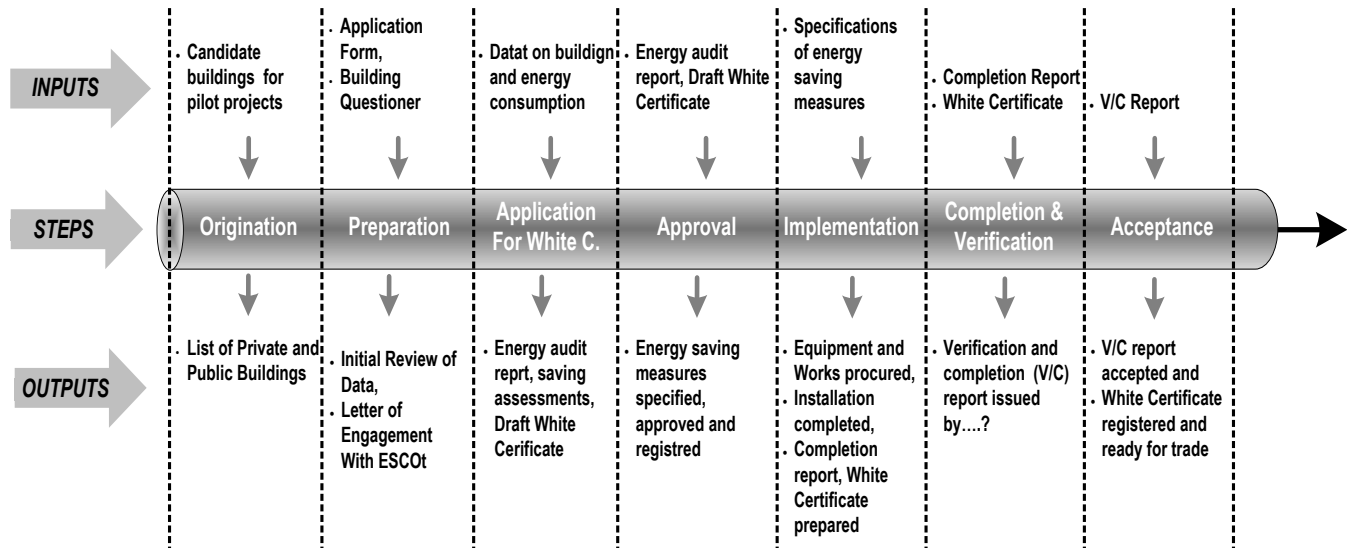 INPUTS
• Candidate
buildings for
pilot projects
• Application
Form,
• Building
Questioner
• Datat on buildign
and energy
consumption
• Energy audit
report, Draft White
Certificate
• Specifications
of energy
saving
measures
• Completion Report
• White Certificate
• V/C Report
STEPS
Origination
Preparation
Application
For White C.
Approval
Implementation
Completion &
Verification
Acceptance
OUTPUTS
• List of Private and
Public Buildings
• Initial Review of
Data,
• Letter of
Engagement
With ESCOt
• Energy audit
reprt, saving
assessments,
Draft White
Cerificate
• Energy saving
measures
specified,
approved and
registred
• Equipment and
Works procured,
• Installation
completed,
• Completion
report, White
Certificate
prepared
• Verification and
completion (V/C)
report issued
by....?
• V/C report
accepted and
• White Certificate
registered and
ready for trade